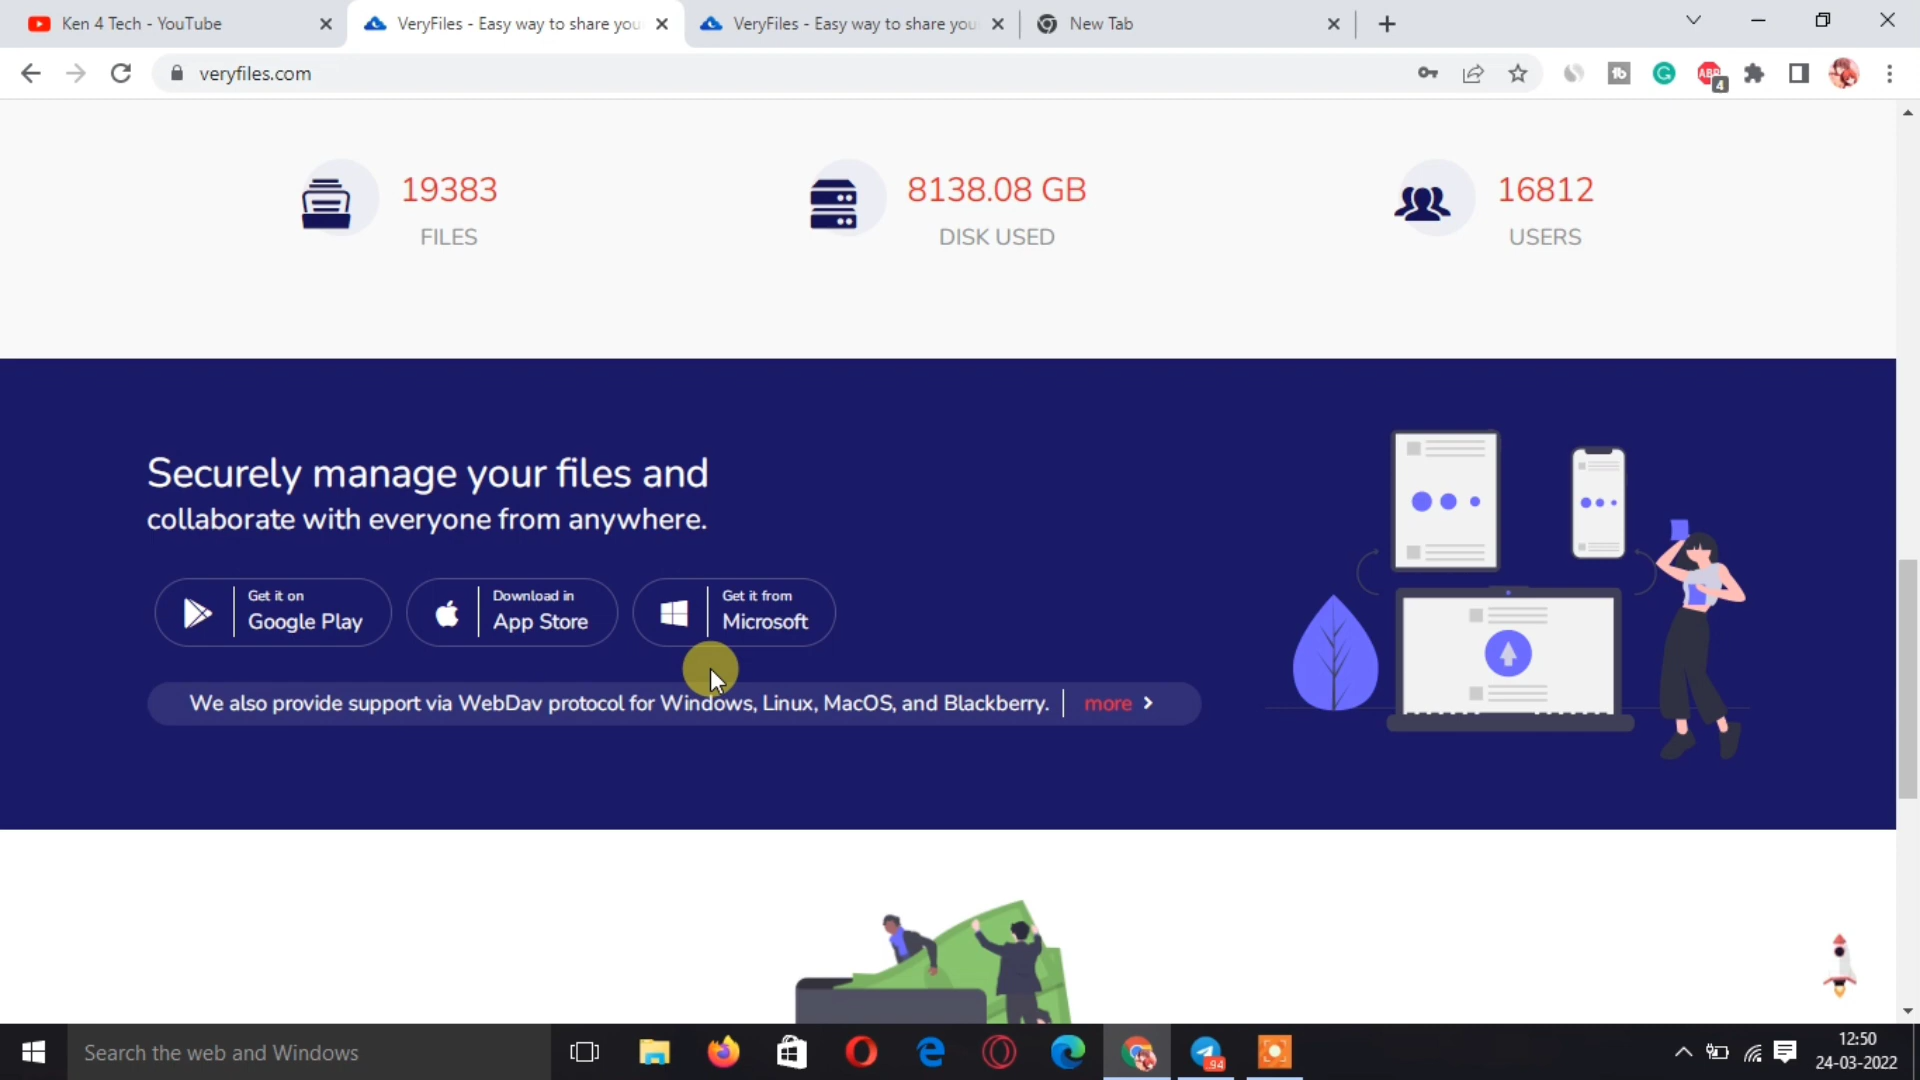 Ken 4 Tech - YouTube
VeryFiles - Easy way to share you
VeryFiles - Easy way to share you
New Tab
veryfiles.com
ABP
4
19383
FILES
8138.08 GB
DISK USED
16812
USERS
Securely manage your files and
collaborate with everyone from anywhere.
Get it on
Google Play
Download in
App Store
Get it from
Microsoft
We also provide support via WebDav protocol for Windows, Linux, MacOS, and Blackberry. | more >
Search the web and Windows
94
12:50
24-03-2022